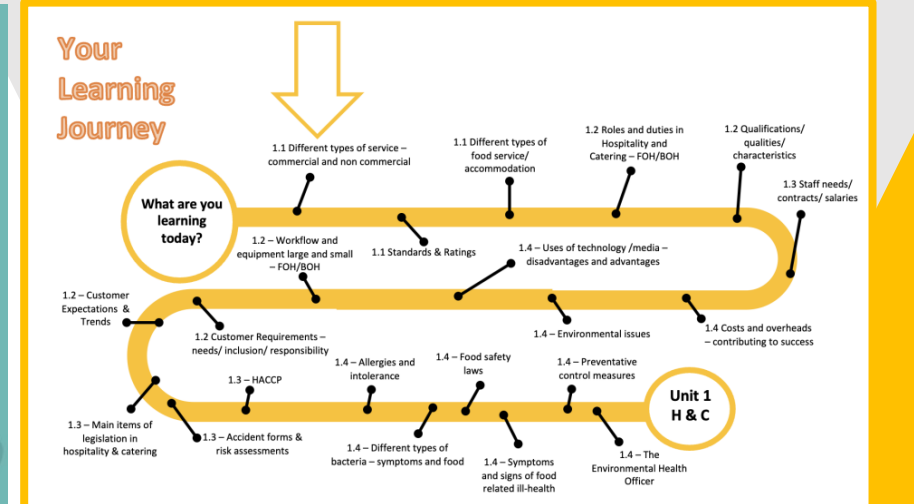 Your
Learning
Journey
What are you
learning
today?
1.1 Different types of service –
commercial and non commercial
1.1 Standards & Ratings
1.1 Different types of
food service/
accommodation
1.2 Roles and duties in
Hospitality and
Catering – FOH/BOH
1.2 Qualifications/
qualities/
characteristics
1.3 Staff needs/
contracts/ salaries
1.4 Costs and overheads
– contributing to success
1.4 – Environmental issues
1.4 – Uses of technology /media –
disadvantages and advantages
1.2 – Workflow and
equipment large and small
– FOH/BOH
1.2 Customer Requirements –
needs/ inclusion/ responsibility
1.2 – Customer
Expectations &
Trends
1.3 – Main items of
legislation in
hospitality & catering
1.3 – Accident forms &
risk assessments
1.3 – HACCP
1.4 – Allergies and
intolerance
1.4 – Different types of
bacteria – symptoms and food
1.4 – Food safety
laws
1.4 – Symptoms
and signs of food
related ill-health
1.4 – Preventative
control measures
1.4 – The
Environmental Health
Officer
Unit 1
H & C